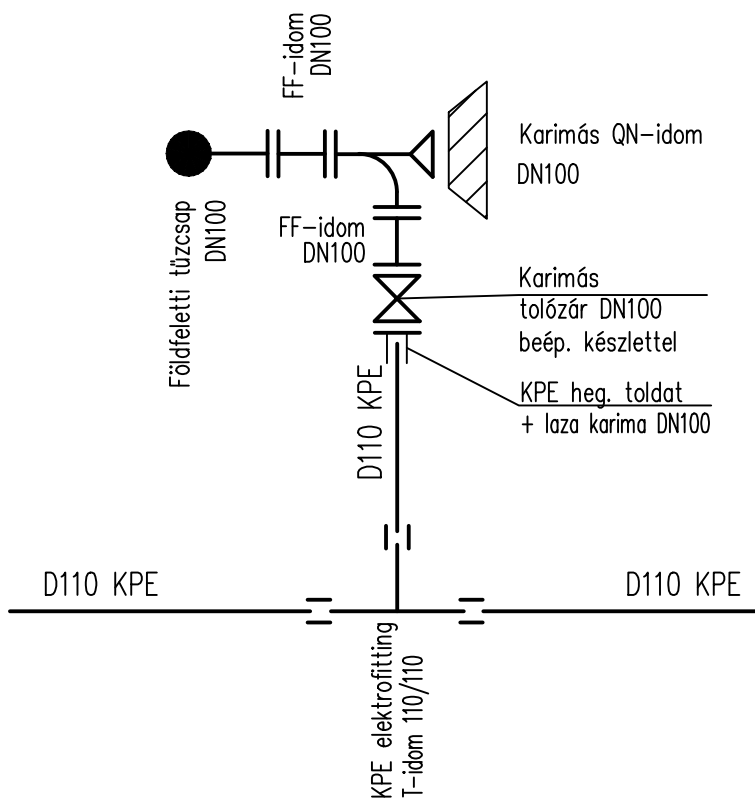 FF-idom
DN100
Karimás QN-idom
DN100
Földfeletti tűzcsap
DN100
FF-idom
DN100
Karimás
tolózár DN100
beép. készlettel
KPE heg. toldat
+ laza karima DN100
D110 KPE
D110 KPE
D110 KPE
KPE elektrofitting
T-idom 110/110